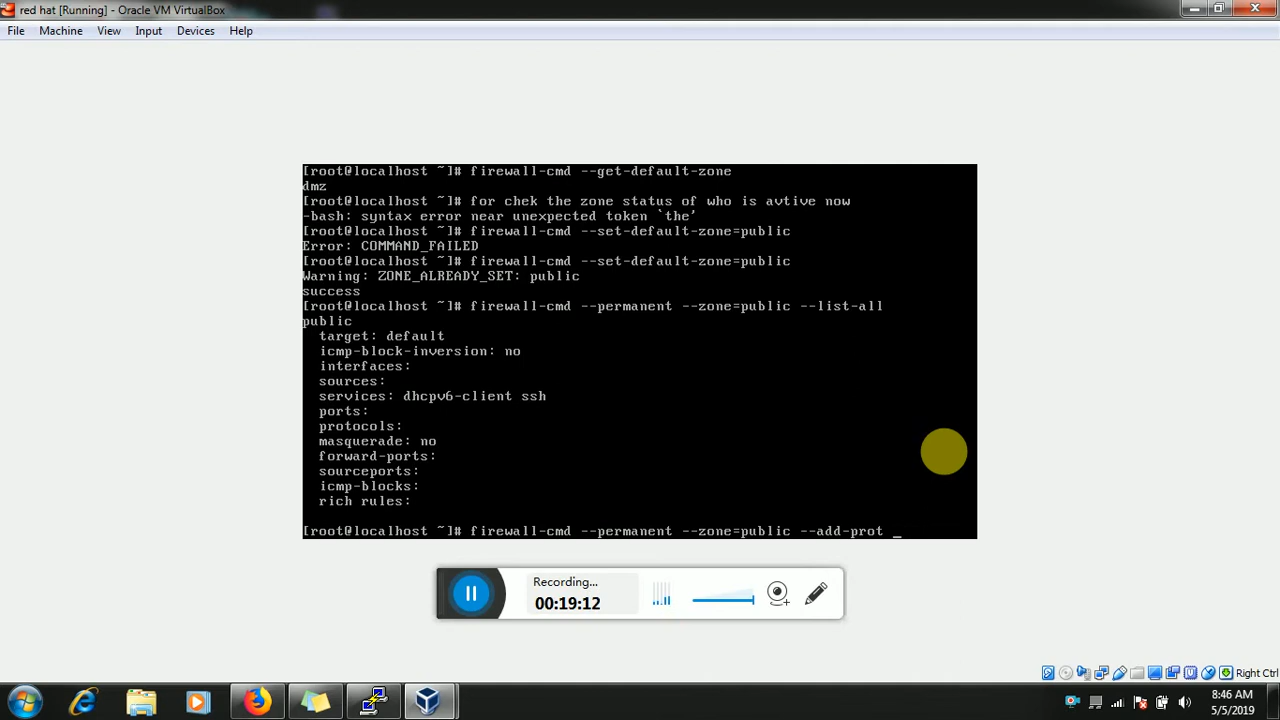 red hat [Running] - Oracle VM VirtualBox
File Machine View Input Devices Help
[root@localhost ~]# firewall-cmd --get-default-zone
dmz
[root@localhost ~]# for chek the zone status of who is avtive now
-bash: syntax error near unexpected token `the'
[root@localhost ~]# firewall-cmd --set-default-zone=public
Error: COMMAND_FAILED
[root@localhost ~]# firewall-cmd --set-default-zone=public
Warning: ZONE_ALREADY_SET: public
success
[root@localhost ~]# firewall-cmd --permanent --zone=public --list-all
public
target: default
icmp-block-inversion: no
interfaces:
sources:
services: dhcpv6-client ssh
ports:
protocols:
masquerade: no
forward-ports:
sourceports:
icmp-blocks:
rich rules:
[root@localhost ~]# firewall-cmd --permanent --zone=public --add-prot _
Recording...
00:19:12
Right Ctrl
8:46 AM
5/5/2019